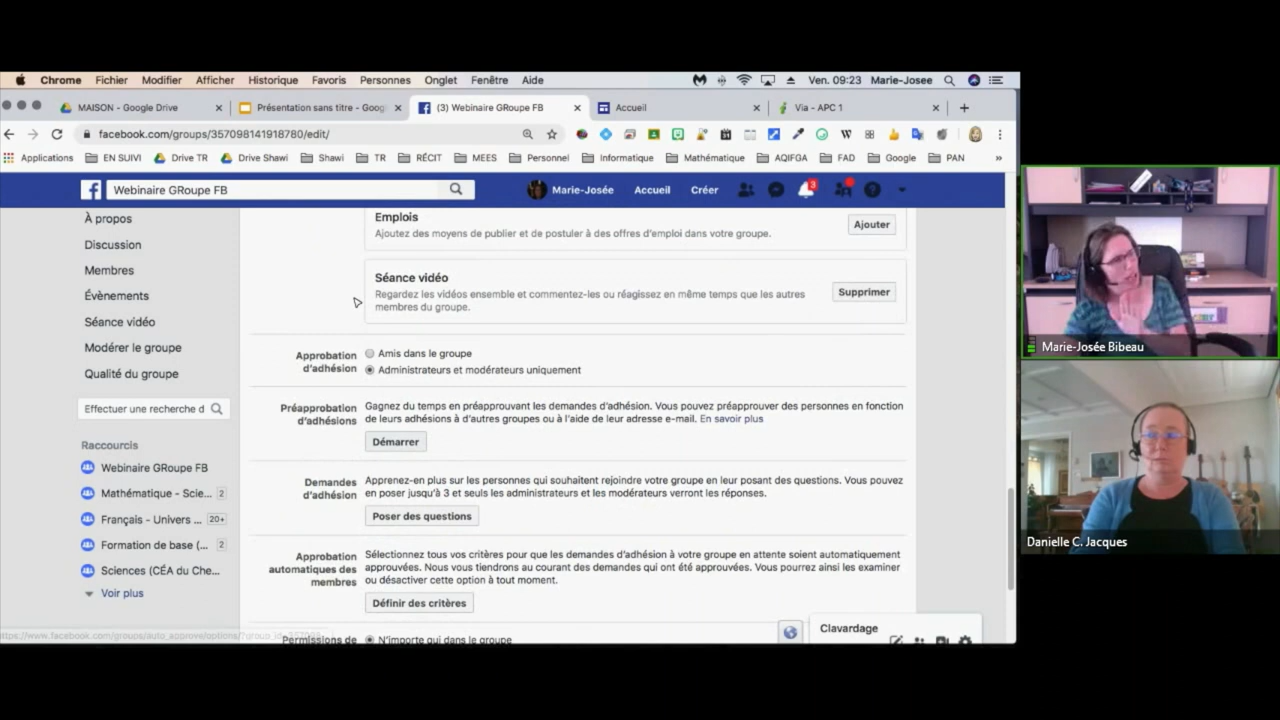 Chrome Fichier Modifier Afficher Historique Favoris Personnes Onglet Fenêtre Aide Ven. 09:23 Marie-Josee
MAISON - Google Drive
Présentation sans titre - Goog
(3) Webinaire GRoupe FB
Accueil
Via - APC 1
facebook.com/groups/357098141918780/edit/
Applications EN SUIVI Drive TR Drive Shawi Shawi TR RÉCIT MEES Personnel Informatique Mathématique AQIFGA FAD Google PAN »
Webinaire GRoupe FB
Marie-Josée Accueil Créer
3
À propos
Discussion
Membres
Évènements
Séance vidéo
Modérer le groupe
Qualité du groupe
Effectuer une recherche d
Raccourcis
Webinaire GRoupe FB
Mathématique - Scie... 2
Français - Univers ... 20+
Formation de base (... 2
Sciences (CÉA du Che...
Voir plus
Emplois
Ajoutez des moyens de publier et de postuler à des offres d'emploi dans votre groupe.
Ajouter
Séance vidéo
Regardez les vidéos ensemble et commentez-les ou réagissez en même temps que les autres
membres du groupe.
Supprimer
Approbation
d'adhésion
Amis dans le groupe
Administrateurs et modérateurs uniquement
Préapprobation
d'adhésions
Gagnez du temps en préapprouvant les demandes d'adhésion. Vous pouvez préapprouver des personnes en fonction
de leurs adhésions à d'autres groupes ou à l'aide de leur adresse e-mail. En savoir plus
Démarrer
Demandes
d'adhésion
Apprenez-en plus sur les personnes qui souhaitent rejoindre votre groupe en leur posant des questions. Vous pouvez
en poser jusqu'à 3 et seuls les administrateurs et les modérateurs verront les réponses.
Poser des questions
Approbation
automatiques des
membres
Sélectionnez tous vos critères pour que les demandes d'adhésion à votre groupe en attente soient automatiquement
approuvées. Nous vous tiendrons au courant des demandes qui ont été approuvées. Vous pourrez ainsi les examiner
ou désactiver cette option à tout moment.
Définir des critères
Permissions de
N'importe qui dans le groupe
Clavardage
Marie-Josée Bibeau
Danielle C. Jacques